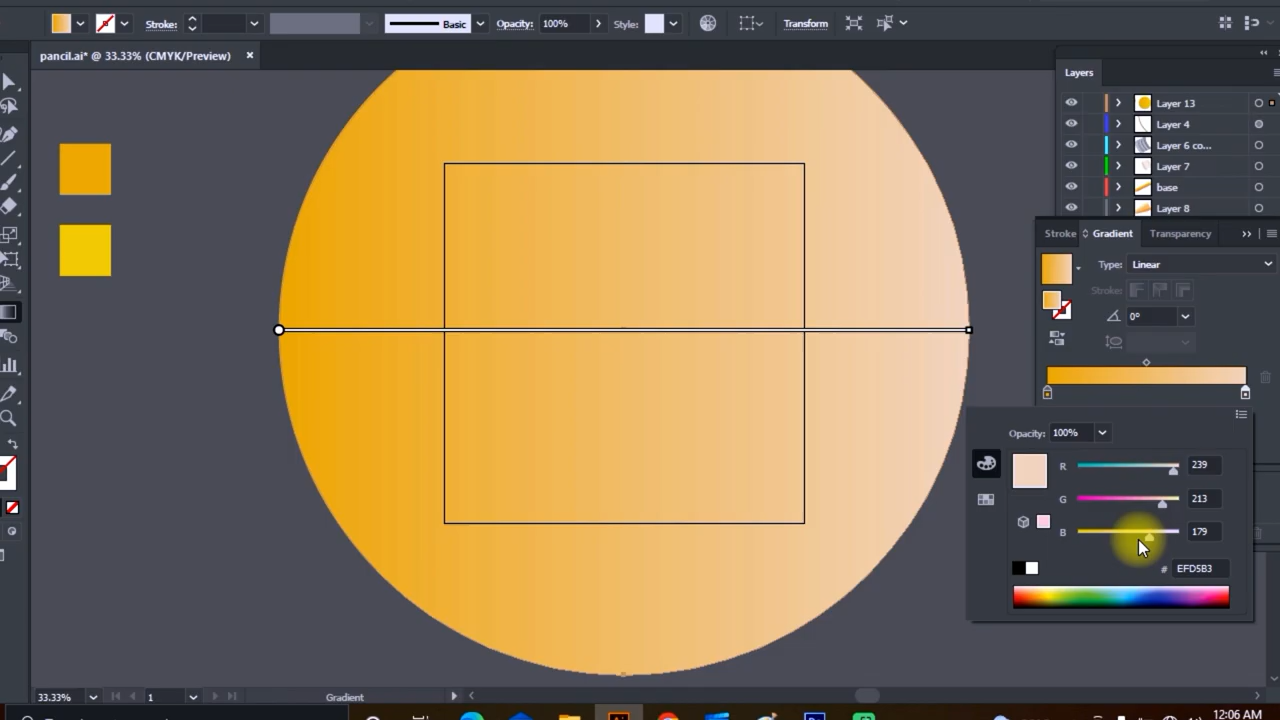 Stroke: Basic Opacity: 100% Style: Transform
pancil.ai* @ 33.33% (CMYK/Preview) ×
Layers
Layer 13
Layer 4
Layer 6 co...
Layer 7
base
Layer 8
Stroke Gradient Transparency
Type: Linear
Stroke:
0°
Opacity: 100%
R 239
G 213
B 179
# EFD5B3
33.33% 1 Gradient
12:06 AM